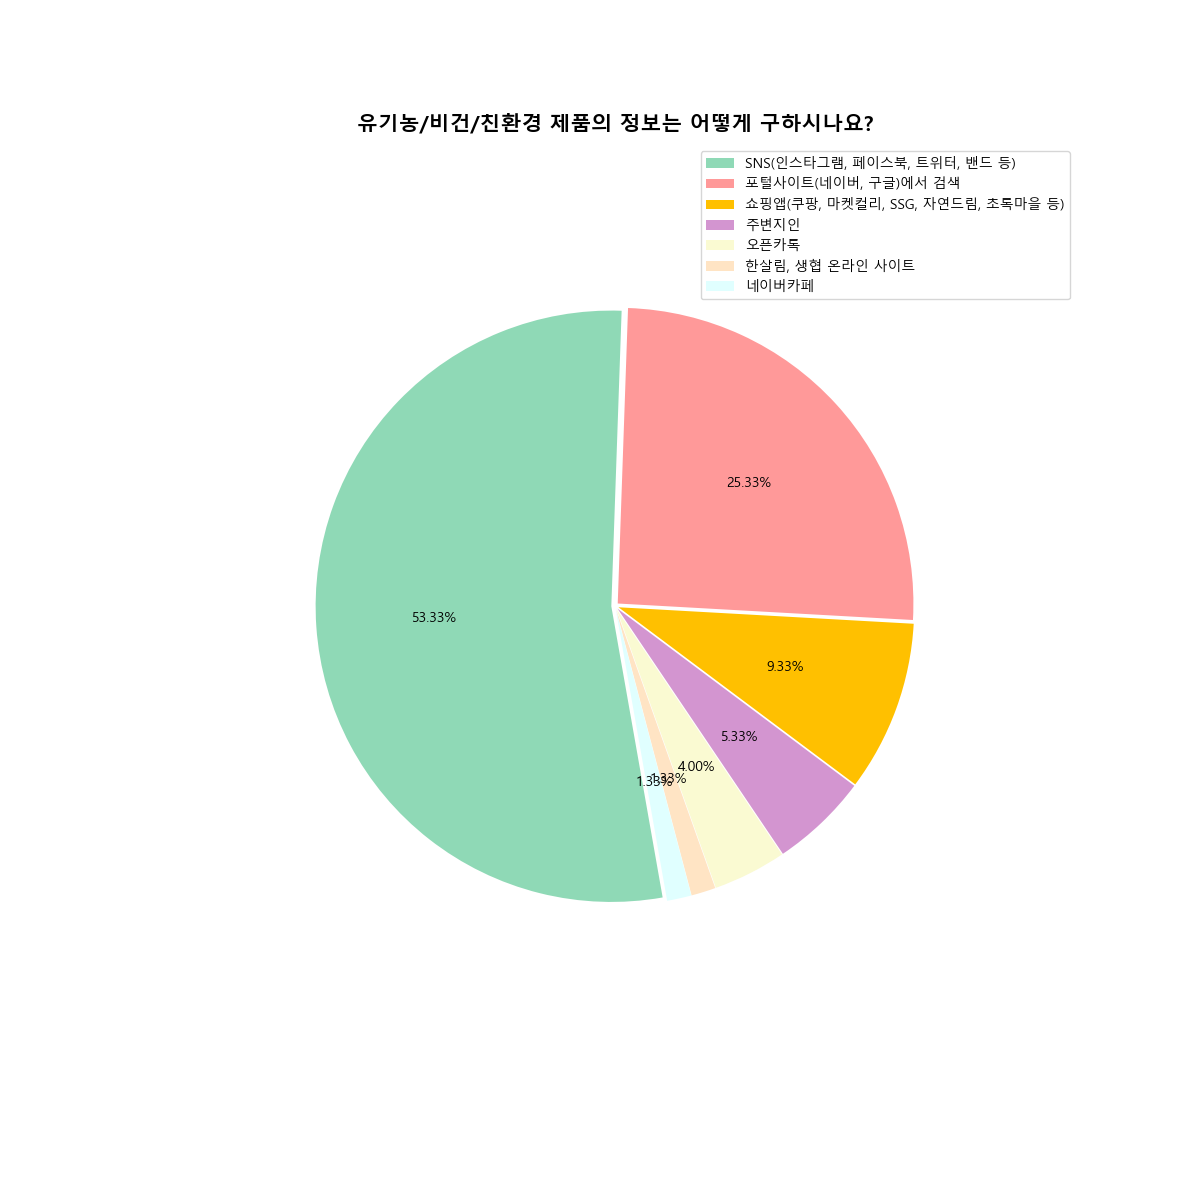 유기농/비건/친환경 제품의 정보는 어떻게 구하시나요?
SNS(인스타그램, 페이스북, 트위터, 밴드 등)
포털사이트(네이버, 구글)에서 검색
쇼핑앱(쿠팡, 마켓컬리, SSG, 자연드림, 초록마을 등)
주변지인
오픈카톡
한살림, 생협 온라인 사이트
네이버카페
25.33%
53.33%
9.33%
5.33%
4.00%
1.33%
1.33%